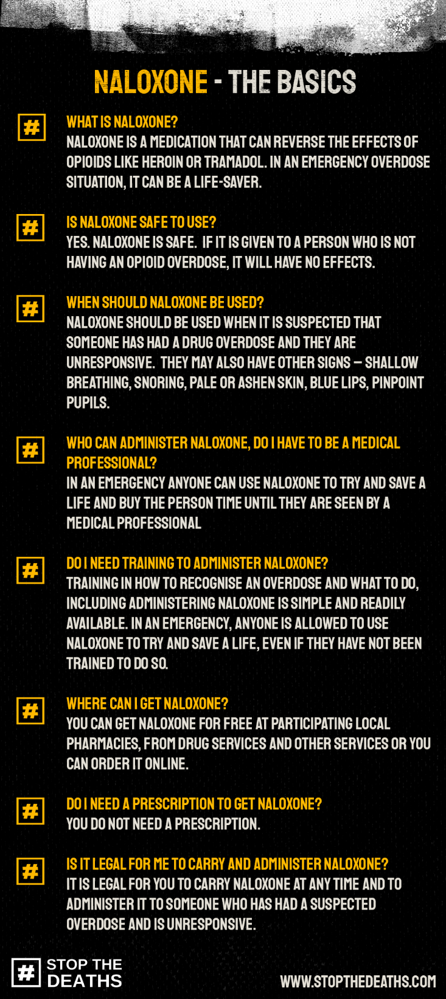 NALOXONE - THE BASICS
#
WHAT IS NALOXONE?
NALOXONE IS A MEDICATION THAT CAN REVERSE THE EFFECTS OF
OPIOIDS LIKE HEROIN OR TRAMADOL. IN AN EMERGENCY OVERDOSE
SITUATION, IT CAN BE A LIFE-SAVER.
#
IS NALOXONE SAFE TO USE?
YES. NALOXONE IS SAFE.  IF IT IS GIVEN TO A PERSON WHO IS NOT
HAVING AN OPIOID OVERDOSE, IT WILL HAVE NO EFFECTS.
#
WHEN SHOULD NALOXONE BE USED?
NALOXONE SHOULD BE USED WHEN IT IS SUSPECTED THAT
SOMEONE HAS HAD A DRUG OVERDOSE AND THEY ARE
UNRESPONSIVE.  THEY MAY ALSO HAVE OTHER SIGNS – SHALLOW
BREATHING, SNORING, PALE OR ASHEN SKIN, BLUE LIPS, PINPOINT
PUPILS.
#
WHO CAN ADMINISTER NALOXONE, DO I HAVE TO BE A MEDICAL
PROFESSIONAL?
IN AN EMERGENCY ANYONE CAN USE NALOXONE TO TRY AND SAVE A
LIFE AND BUY THE PERSON TIME UNTIL THEY ARE SEEN BY A
MEDICAL PROFESSIONAL
#
DO I NEED TRAINING TO ADMINISTER NALOXONE?
TRAINING IN HOW TO RECOGNISE AN OVERDOSE AND WHAT TO DO,
INCLUDING ADMINISTERING NALOXONE IS SIMPLE AND READILY
AVAILABLE. IN AN EMERGENCY, ANYONE IS ALLOWED TO USE
NALOXONE TO TRY AND SAVE A LIFE, EVEN IF THEY HAVE NOT BEEN
TRAINED TO DO SO.
#
WHERE CAN I GET NALOXONE?
YOU CAN GET NALOXONE FOR FREE AT PARTICIPATING LOCAL
PHARMACIES, FROM DRUG SERVICES AND OTHER SERVICES OR YOU
CAN ORDER IT ONLINE.
#
DO I NEED A PRESCRIPTION TO GET NALOXONE?
YOU DO NOT NEED A PRESCRIPTION.
#
IS IT LEGAL FOR ME TO CARRY AND ADMINISTER NALOXONE?
IT IS LEGAL FOR YOU TO CARRY NALOXONE AT ANY TIME AND TO
ADMINISTER IT TO SOMEONE WHO HAS HAD A SUSPECTED
OVERDOSE AND IS UNRESPONSIVE.
# STOP THE
DEATHS
WWW.STOPTHEDEATHS.COM